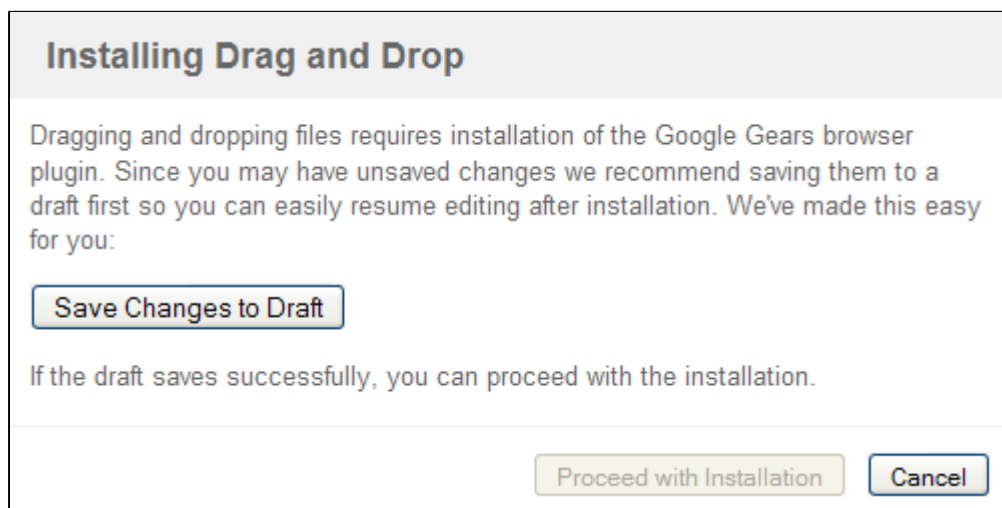 Installing Drag and Drop
Dragging and dropping files requires installation of the Google Gears browser
plugin. Since you may have unsaved changes we recommend saving them to a
draft first so you can easily resume editing after installation. We've made this easy
for you:
Save Changes to Draft
If the draft saves successfully, you can proceed with the installation.
Proceed with Installation
Cancel